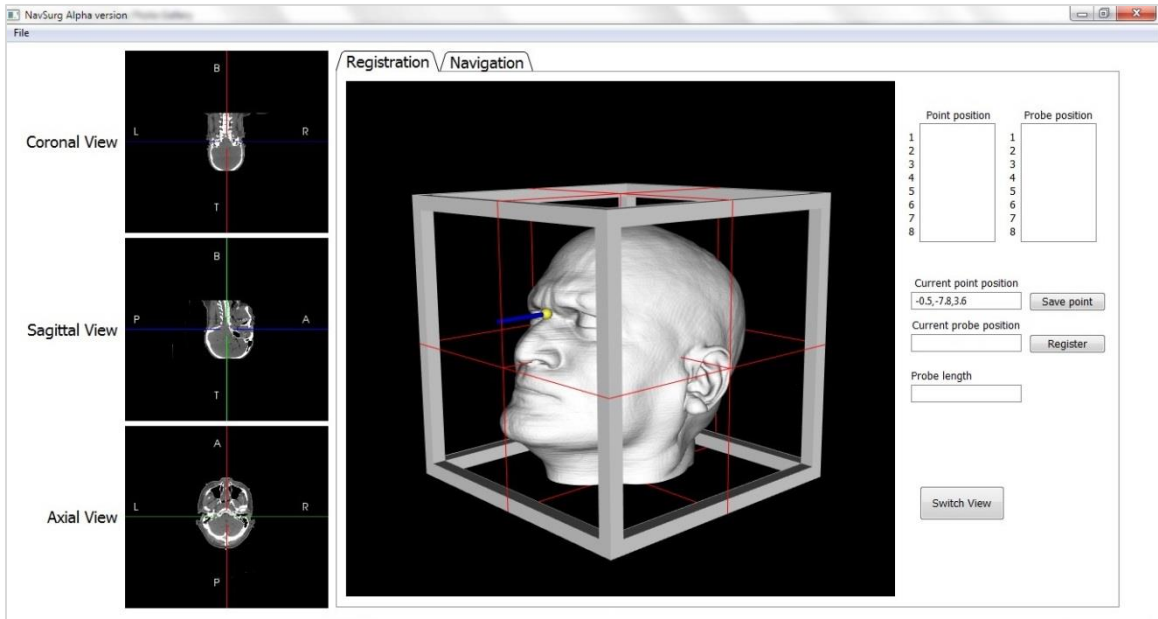 NavSurg Alpha version
File
Coronal View
B
L
R
T
Sagittal View
B
P
A
T
Axial View
A
L
R
P
Registration
Navigation
Point position
Probe position
1
2
3
4
5
6
7
8
1
2
3
4
5
6
7
8
Current point position
-0.5,-7.8,3.6
Save point
Current probe position
Register
Probe length
Switch View